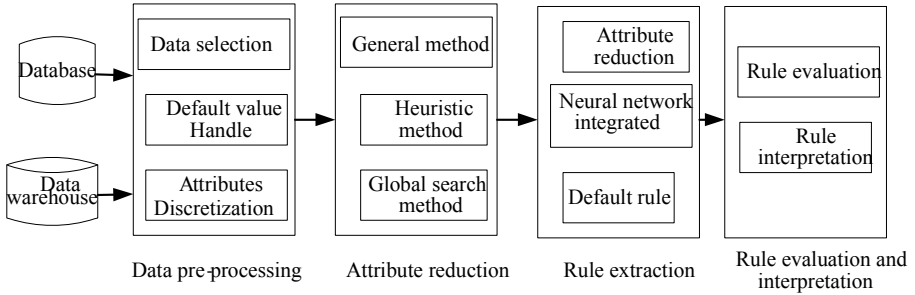 Database
Data
warehouse
Data selection
Default value
Handle
Attributes
Discretization
Data pre-processing
General method
Heuristic
method
Global search
method
Attribute reduction
Attribute
reduction
Neural network
integrated
Default rule
Rule extraction
Rule evaluation
Rule
interpretation
Rule evaluation and
interpretation